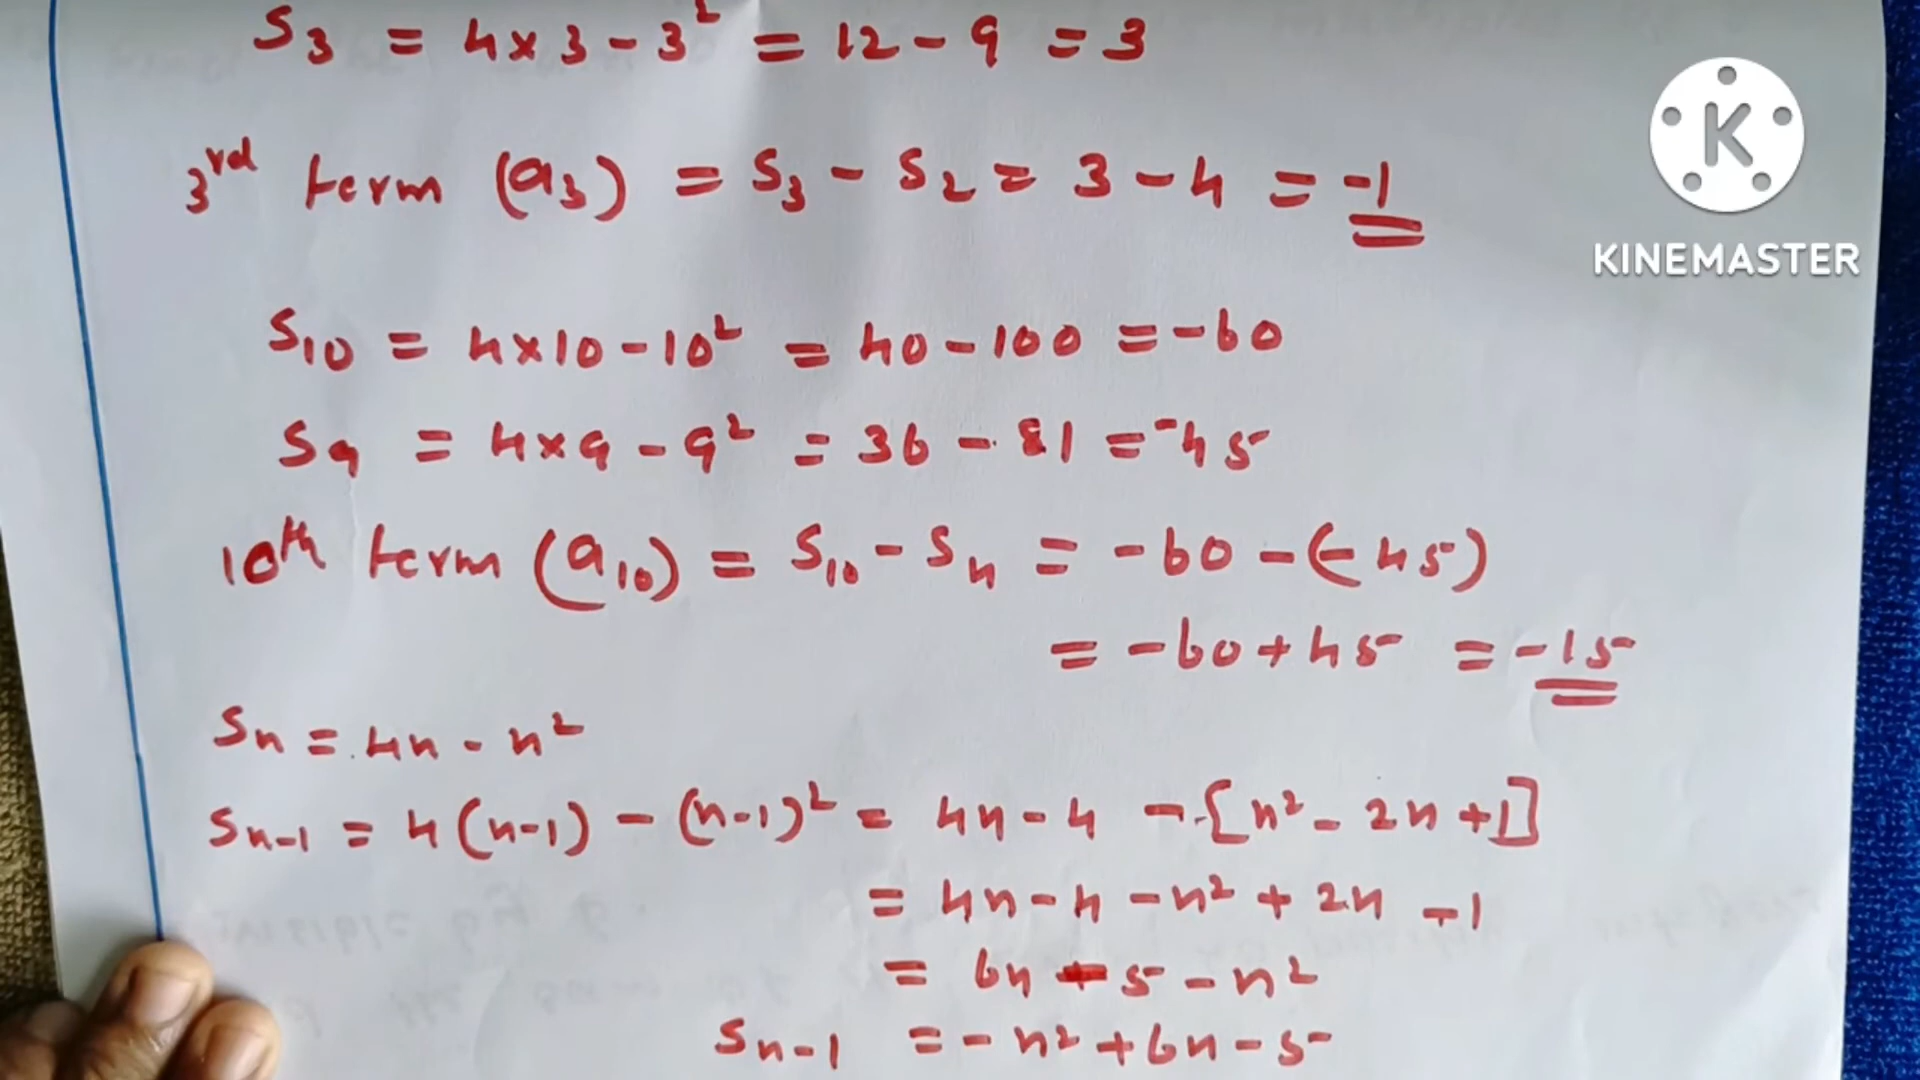 S₃ = 4×3 - 3² = 12 - 9 = 3
3rd term (a₃) = S₃ - S₂ = 3 - 4 = -1
S₁₀ = 4×10 - 10² = 40 - 100 = -60
S₉ = 4×9 - 9² = 36 - 81 = -45
10th term (a₁₀) = S₁₀ - Sₙ = -60 - (-45)
= -60 + 45 = -15
Sₙ = 4n - n²
Sₙ₋₁ = 4(n-1) - (n-1)² = 4n - 4 - [n² - 2n + 1]
= 4n - 4 - n² + 2n - 1
= 6n - 5 - n²
Sₙ₋₁ = -n² + 6n - 5
K
KINEMASTER